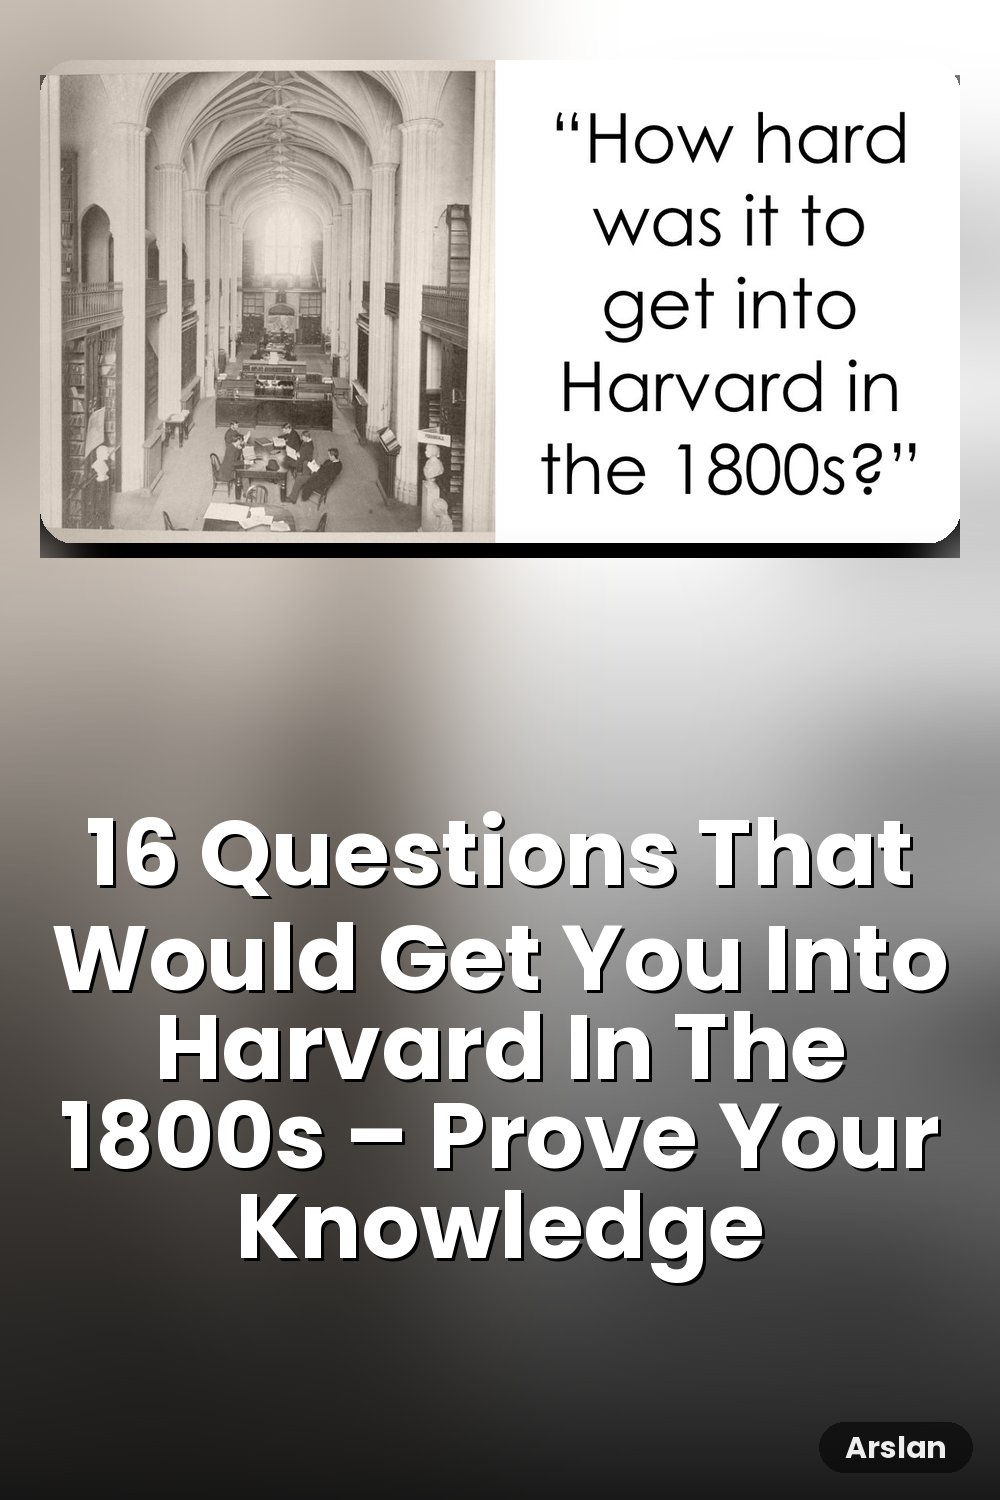 “How hard
was it to
get into
Harvard in
the 1800s?”
16 Questions That
Would Get You Into
Harvard In The
1800s – Prove Your
Knowledge
Arslan